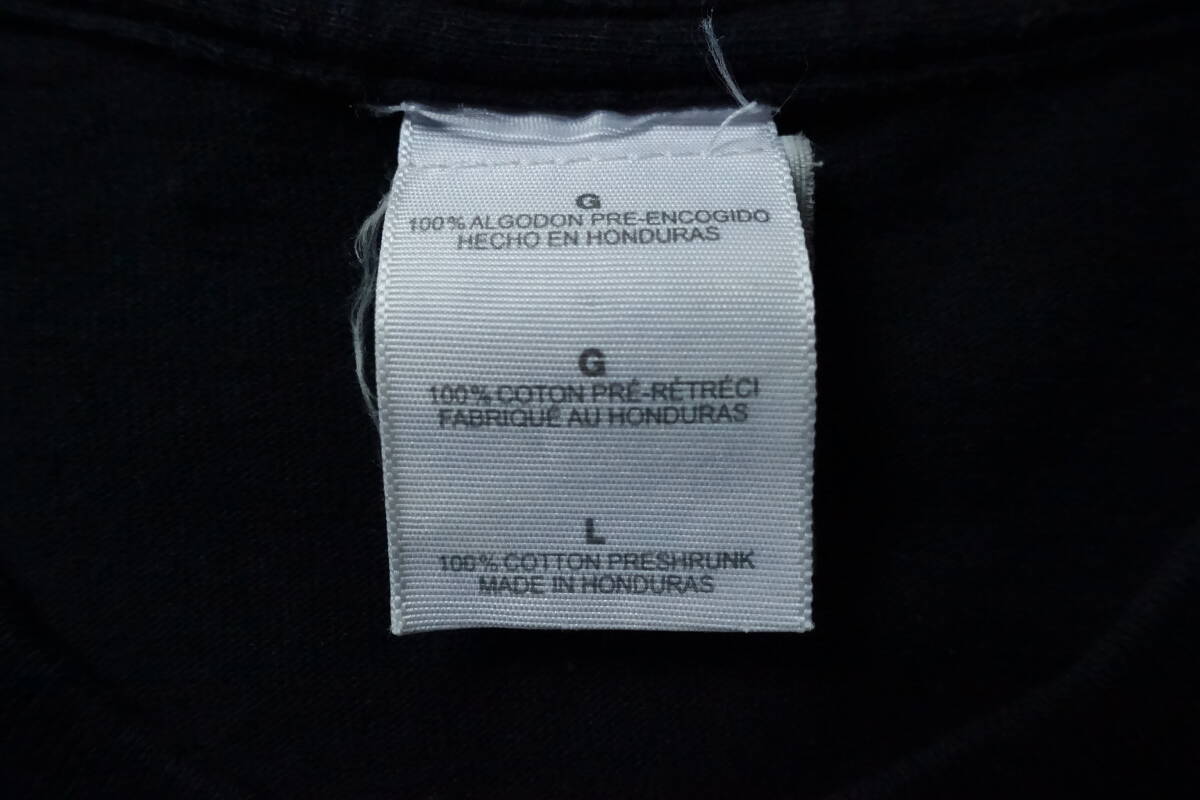 G
100% ALGODON PRE-ENCOGIDO
HECHO EN HONDURAS
G
100% COTON PRÉ-RÉTRÉCI
FABRIQUÉ AU HONDURAS
L
100% COTTON PRESHRUNK
MADE IN HONDURAS